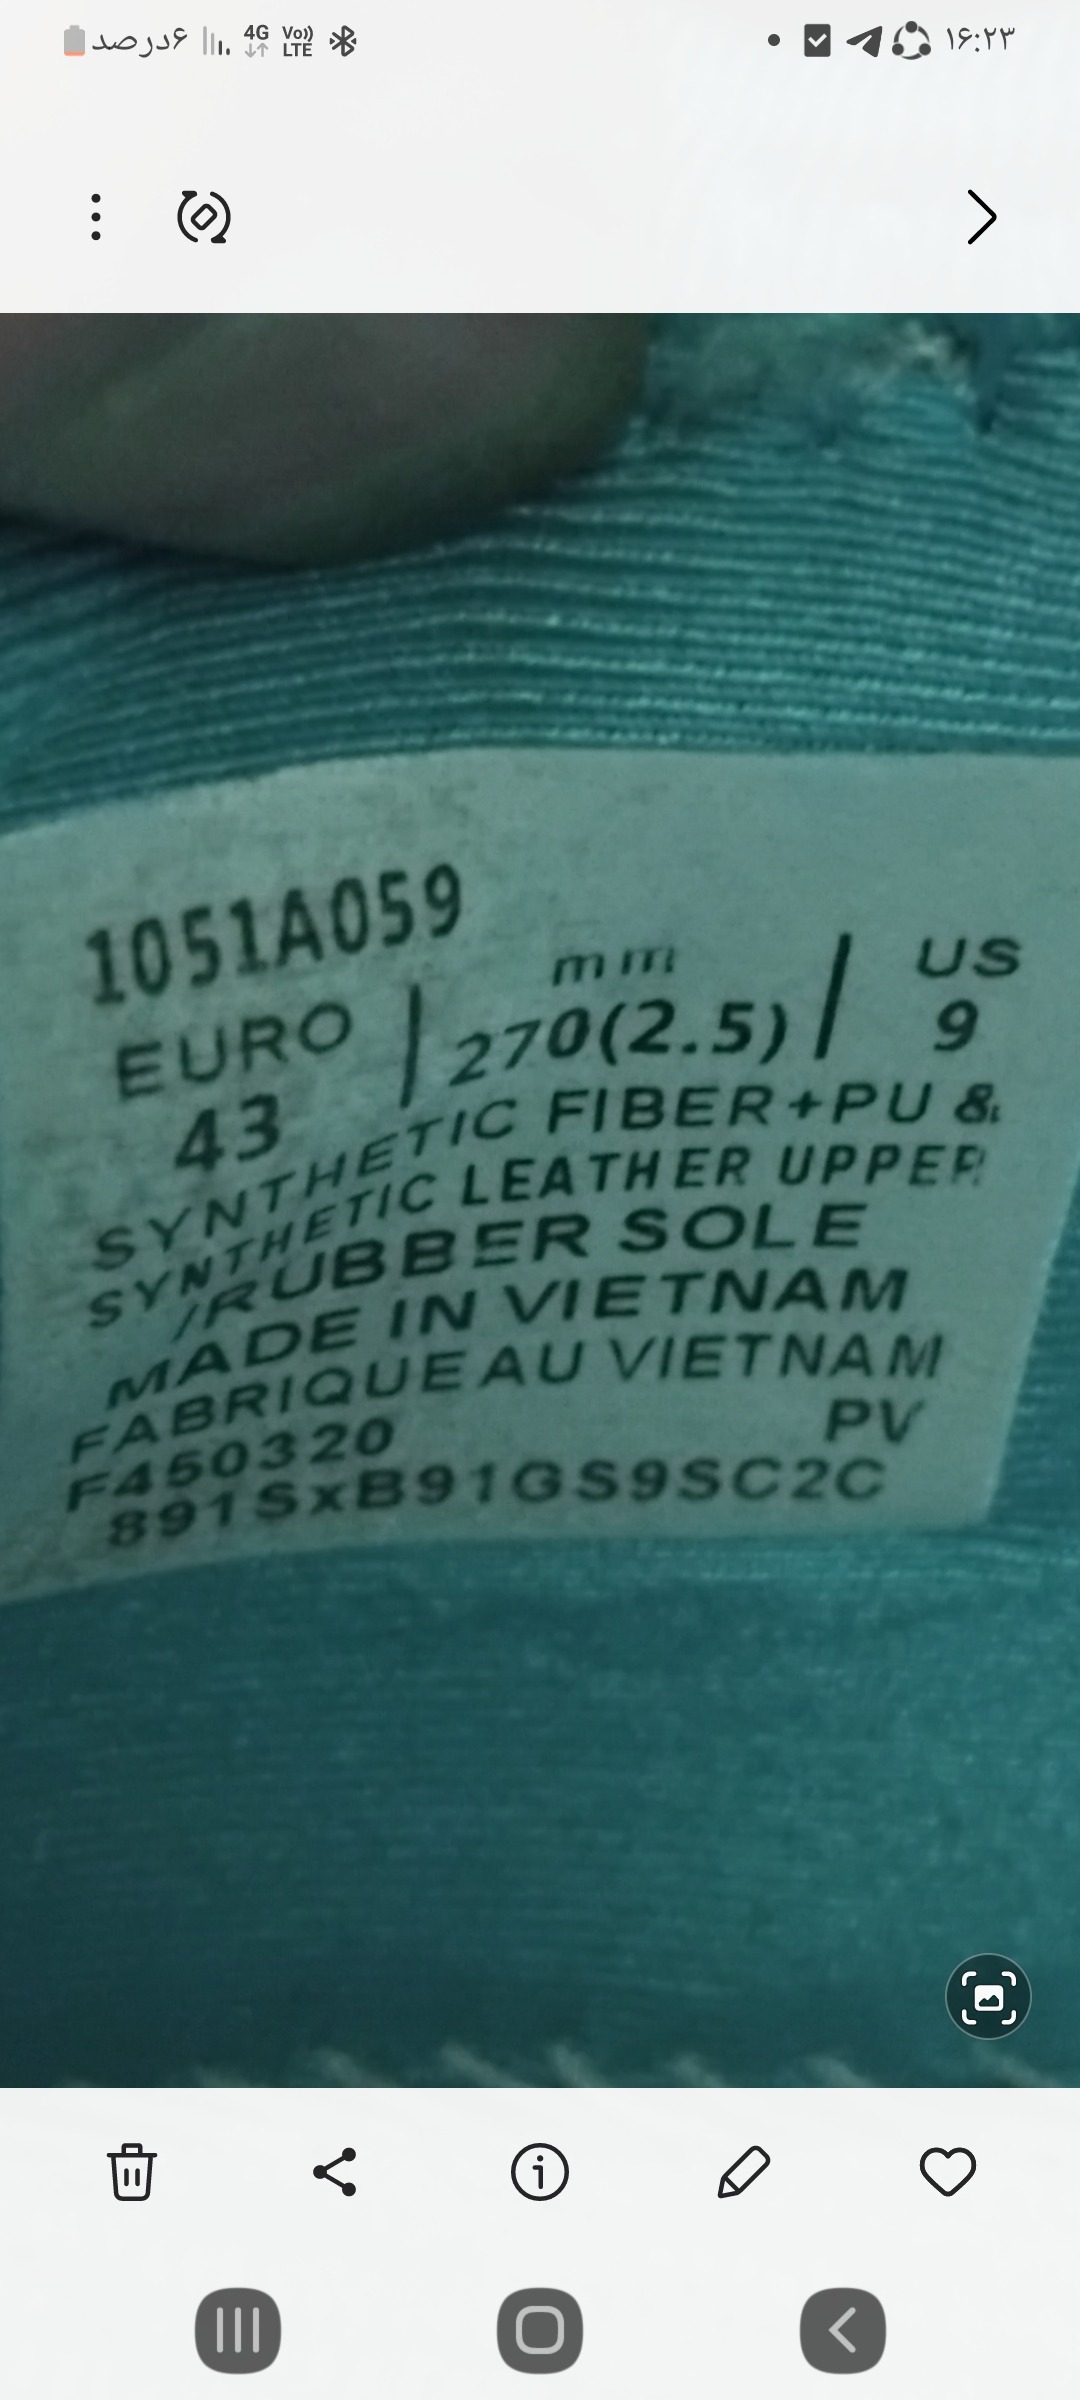 ۶درصد 4G Vo)) LTE ۱۶:۲۳
1051A059
EURO | mm | US
43 270(2.5) 9
SYNTHETIC FIBER+PU &
SYNTHETIC LEATHER UPPER
/RUBBER SOLE
MADE IN VIETNAM
FABRIQUE AU VIETNAM
F450320 PV
891SxB91GS9SC2C